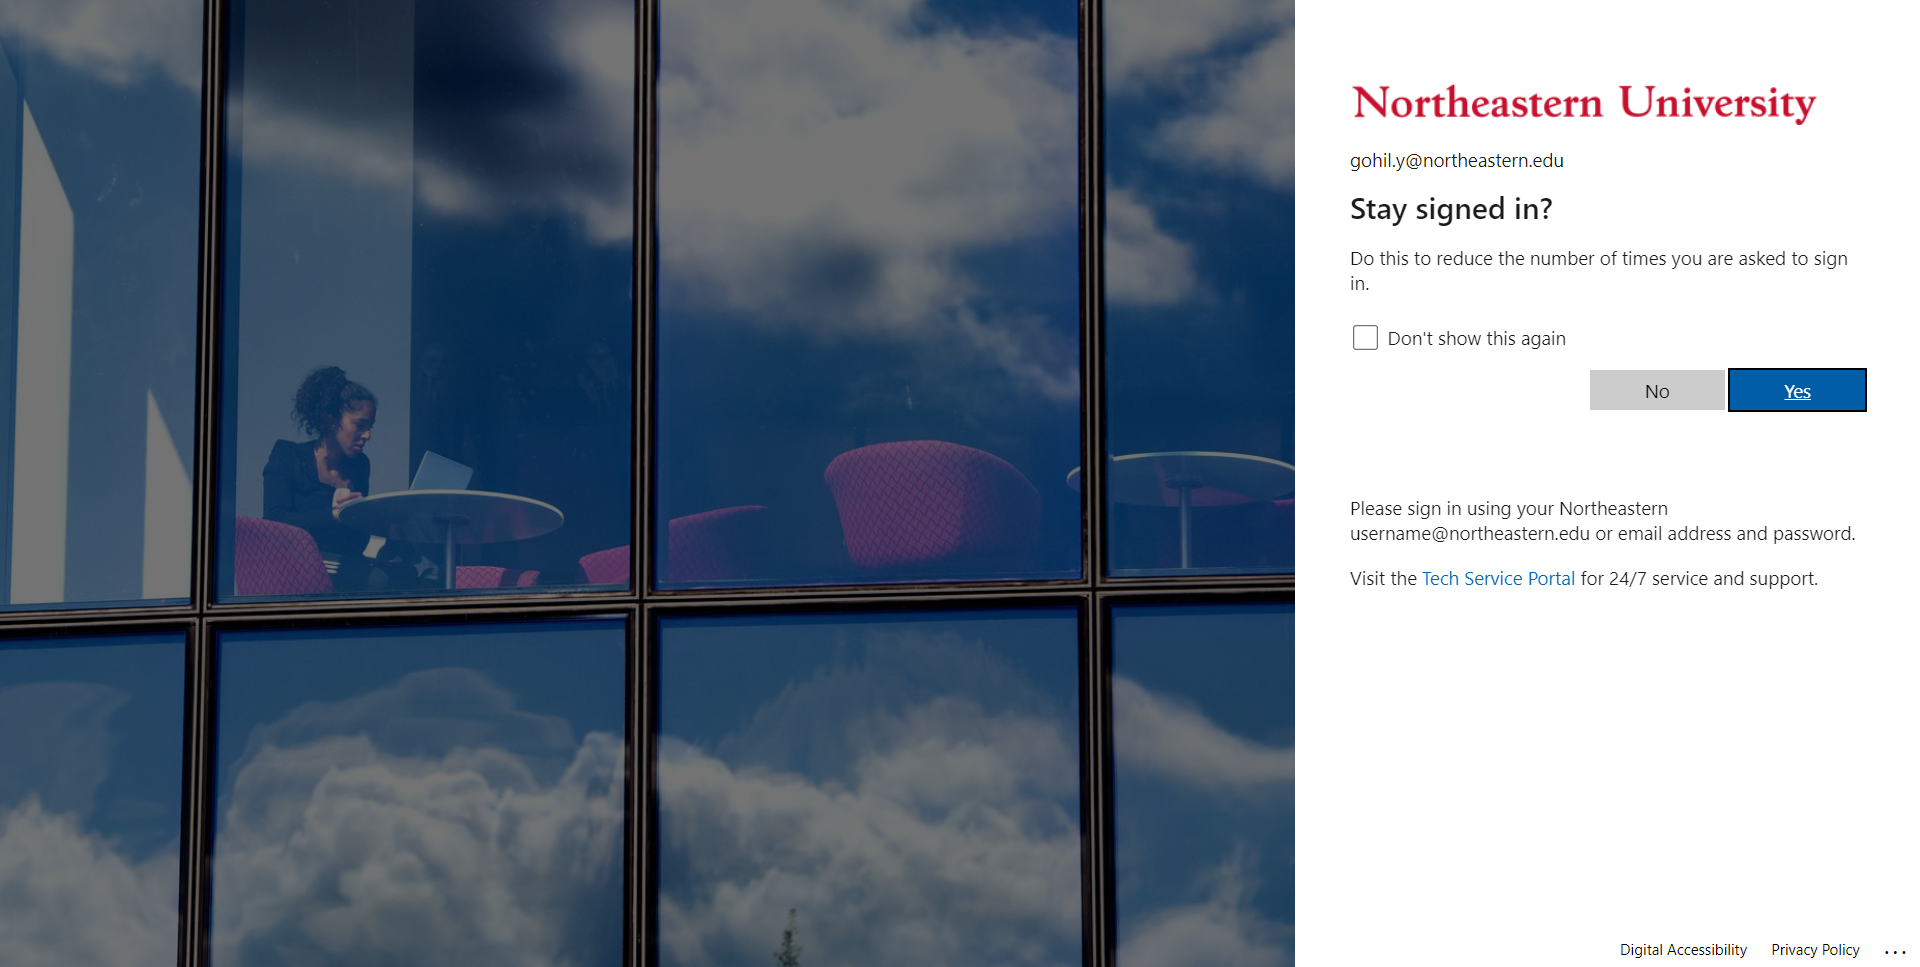 Northeastern University
gohil.y@northeastern.edu
Stay signed in?
Do this to reduce the number of times you are asked to sign
in.
Don't show this again
No
Yes
Please sign in using your Northeastern
username@northeastern.edu or email address and password.
Visit the Tech Service Portal for 24/7 service and support.
Digital Accessibility
Privacy Policy
...